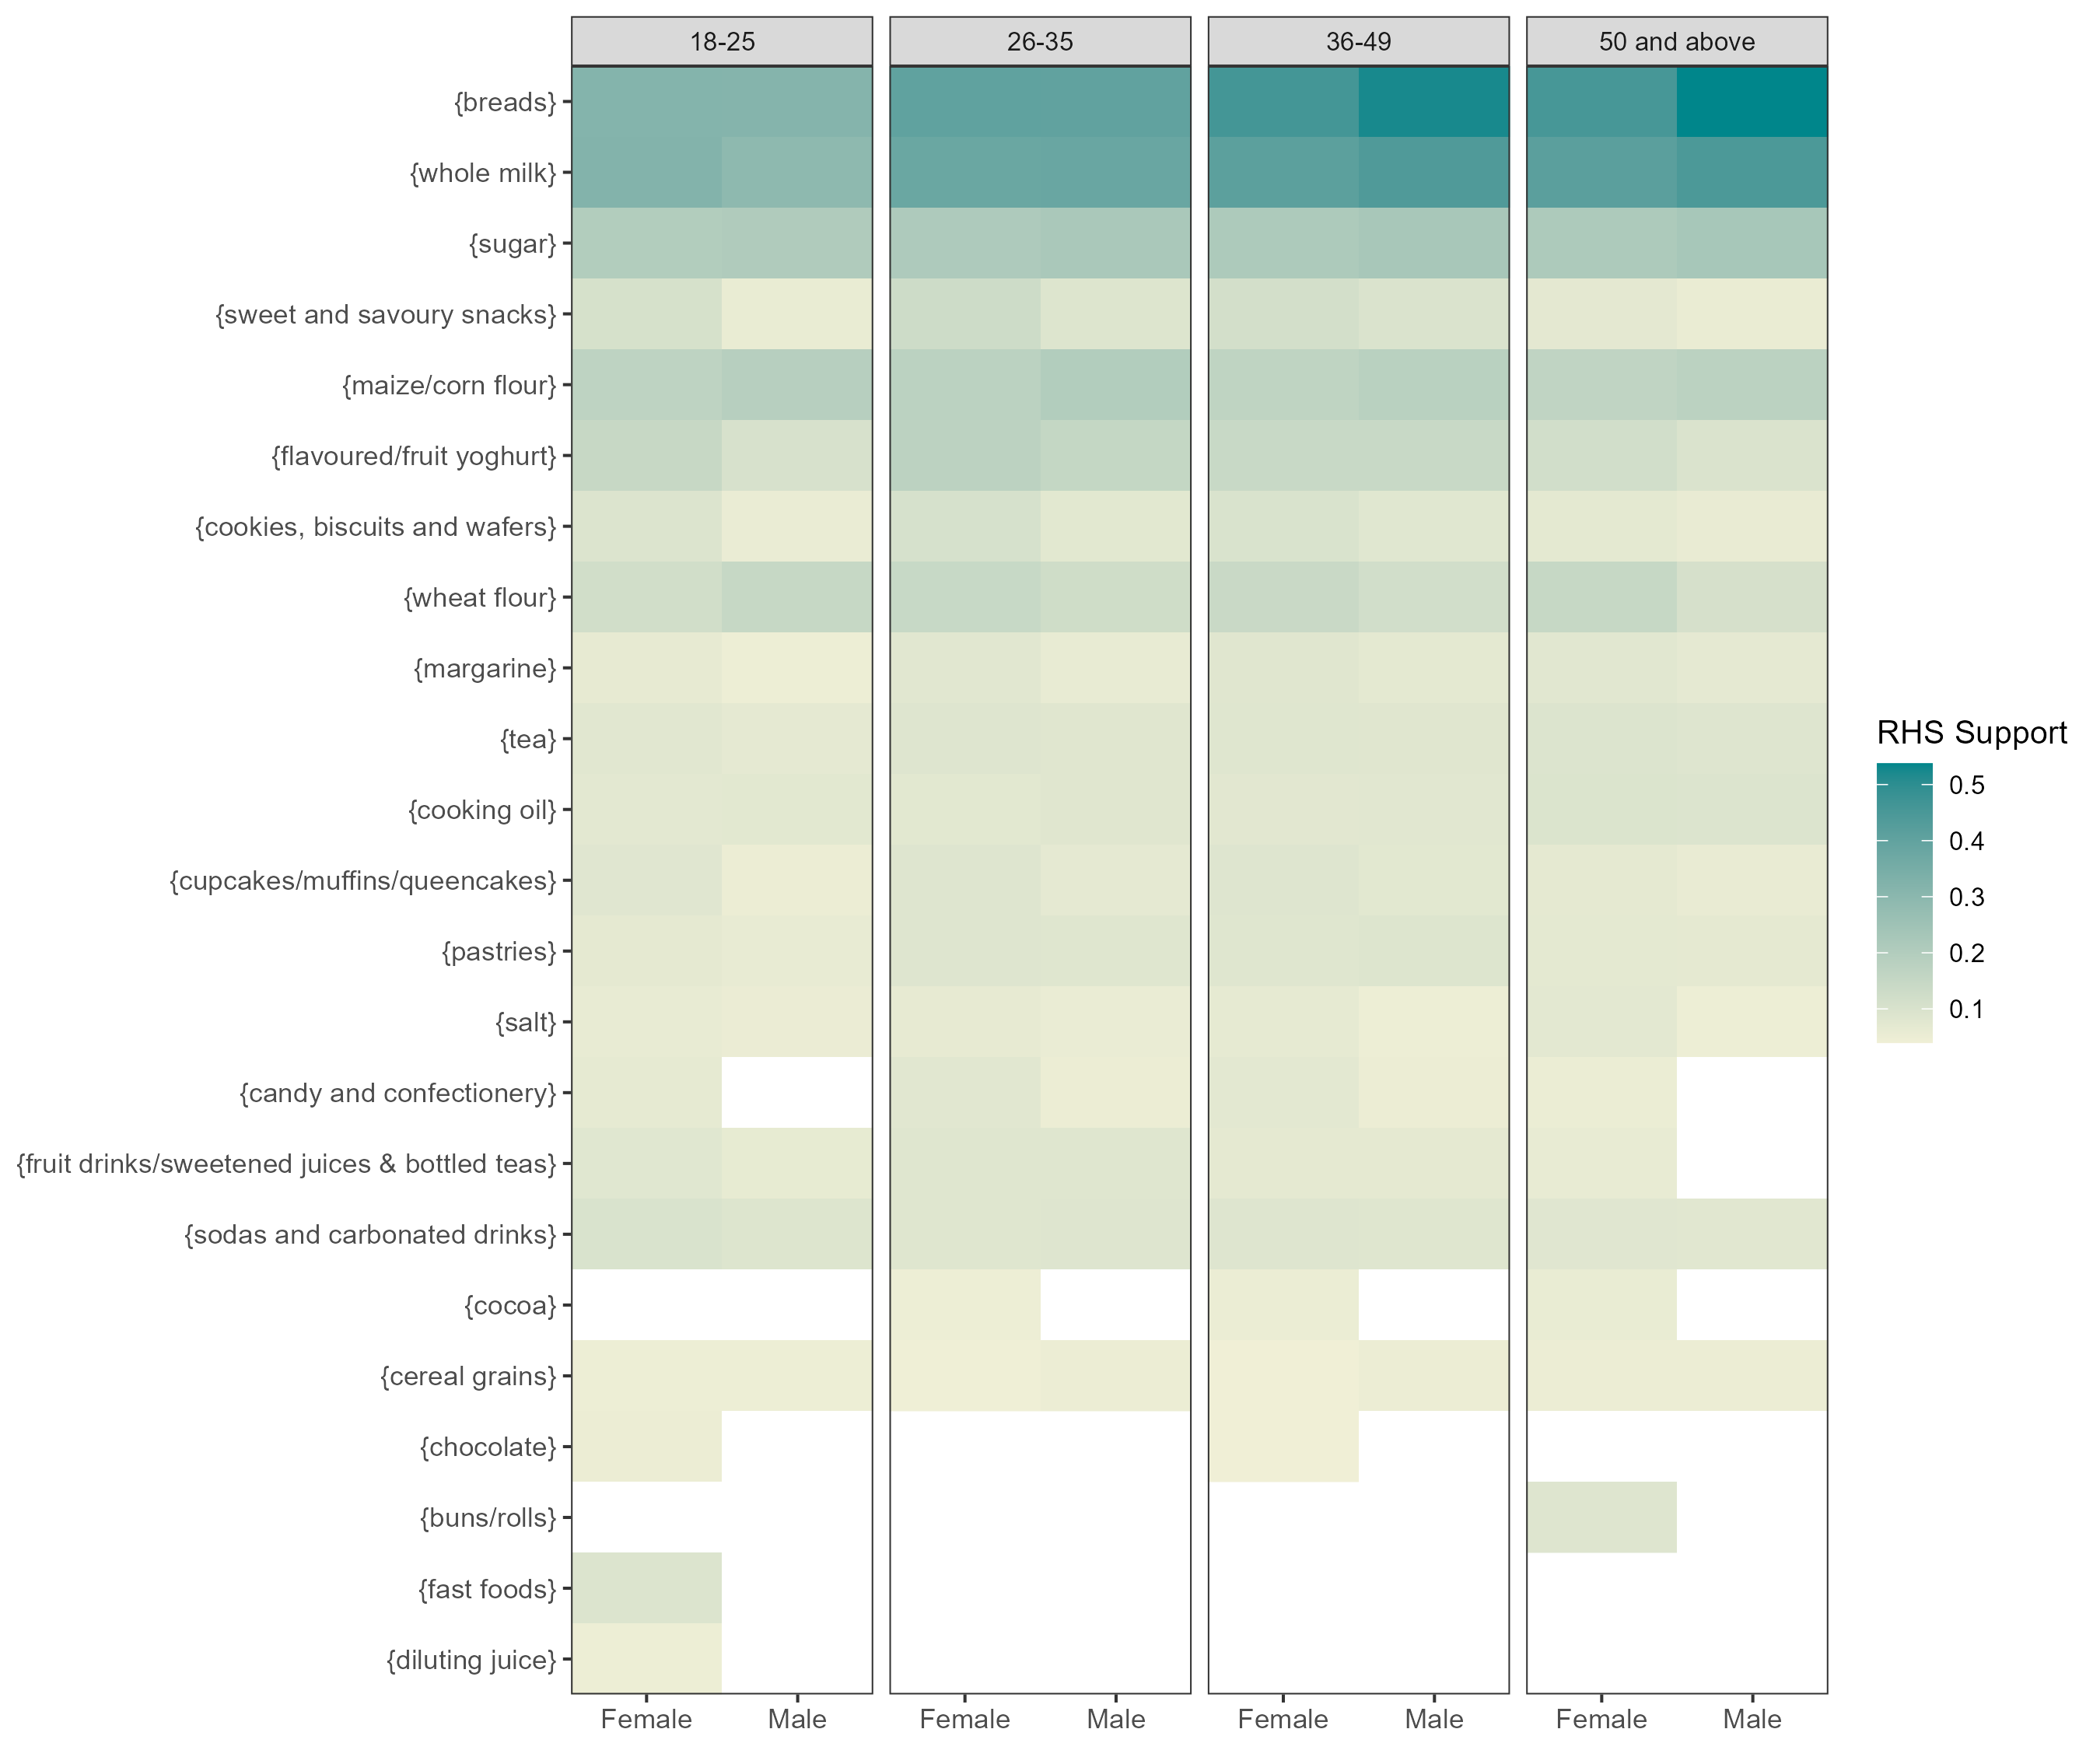 18-25 26-35 36-49 50 and above
{breads}
{whole milk}
{sugar}
{sweet and savoury snacks}
{maize/corn flour}
{flavoured/fruit yoghurt}
{cookies, biscuits and wafers}
{wheat flour}
{margarine}
{tea}
{cooking oil}
{cupcakes/muffins/queencakes}
{pastries}
{salt}
{candy and confectionery}
{fruit drinks/sweetened juices & bottled teas}
{sodas and carbonated drinks}
{cocoa}
{cereal grains}
{chocolate}
{buns/rolls}
{fast foods}
{diluting juice}
Female Male Female Male Female Male Female Male
RHS Support
0.5
0.4
0.3
0.2
0.1